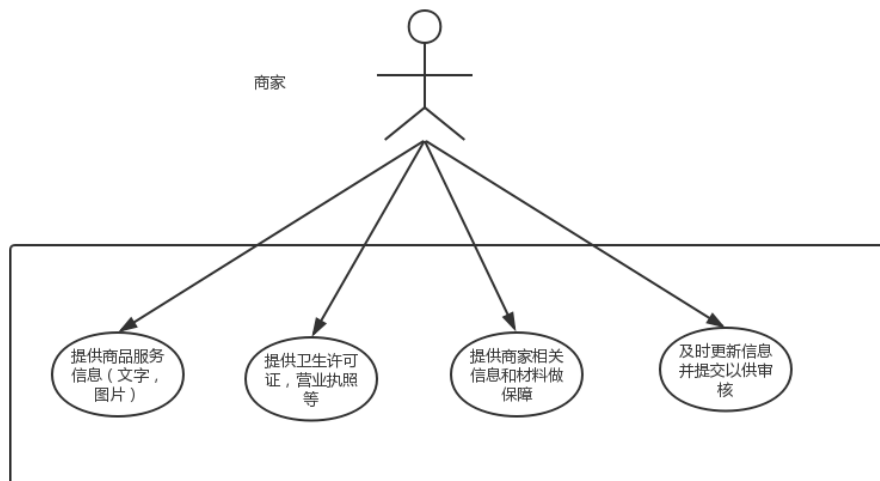 商家
提供商品服务
信息（文字，
图片）
提供卫生许可
证，营业执照
等
提供商家相关
信息和材料做
保障
及时更新信息
并提交以供审
核